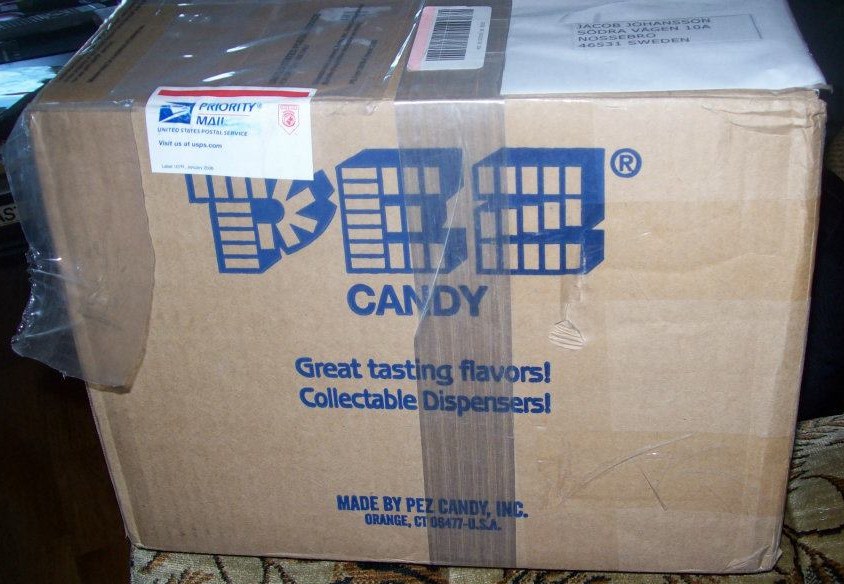 JACOB JOHANSSON
SÖDRA VÄGEN 10A
NOSSEBRO
46531 SWEDEN
PRIORITY®
MAIL
UNITED STATES POSTAL SERVICE
Visit us at usps.com
PEZ®
CANDY
Great tasting flavors!
Collectable Dispensers!
MADE BY PEZ CANDY, INC.
ORANGE, CT 06477-U.S.A.